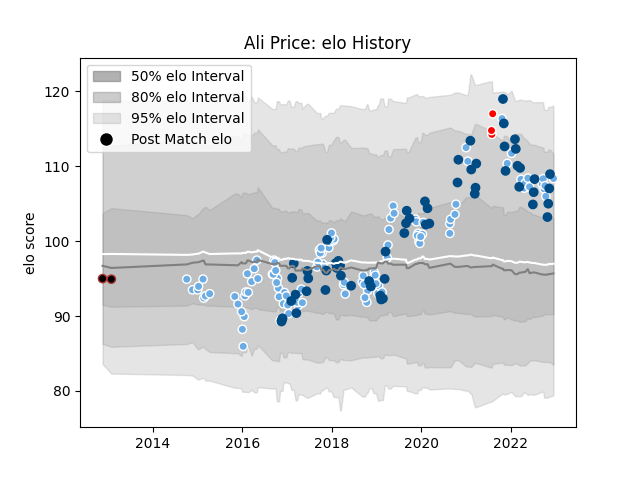 Ali Price: elo History
50% elo Interval
80% elo Interval
95% elo Interval
Post Match elo
elo score
120
110
100
90
80
2014
2016
2018
2020
2022